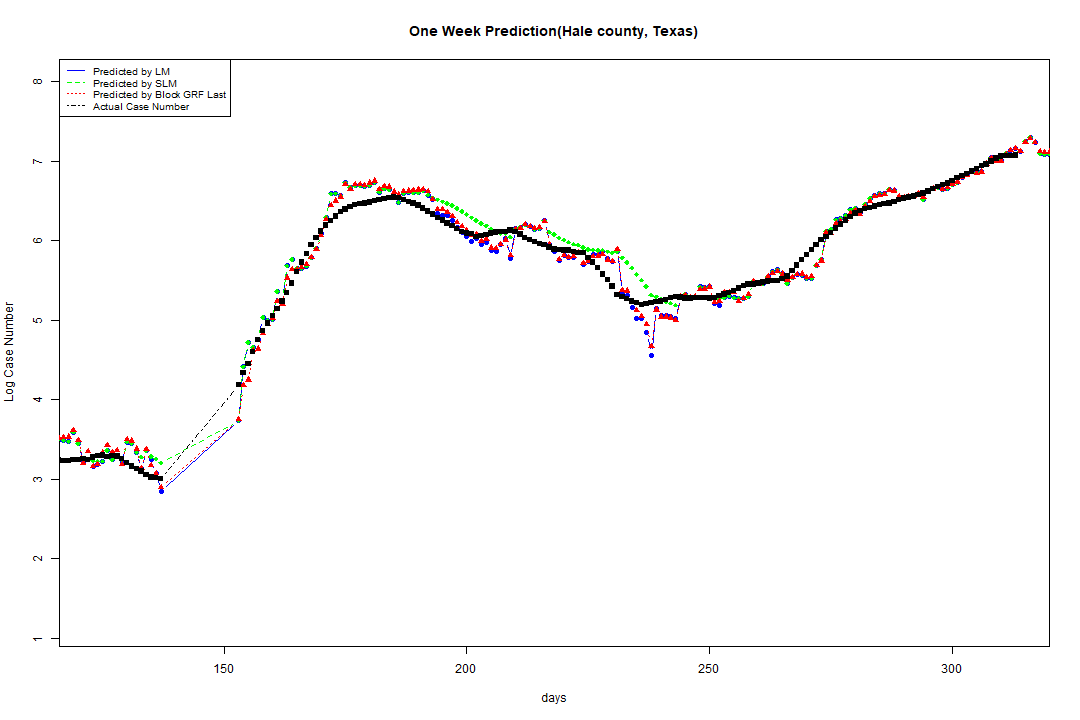 One Week Prediction(Hale county, Texas)
Predicted by LM
Predicted by SLM
Predicted by Block GRF Last
Actual Case Number
8
7
6
5
4
3
2
1
Log Case Number
150
200
250
300
days